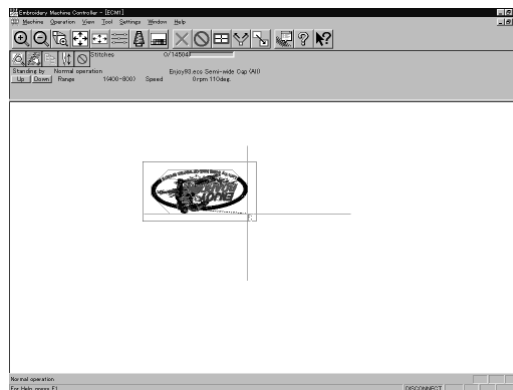 Embroidery Machine Controller - [ECM1]
Machine Operation View Tool Settings Window Help
Stitches 0/14504
Standing by Normal operation Enjoy93.ecs Semi-wide Cap (All)
Up Down Range 1(400-800) Speed 0rpm 110deg.
ENJOY
Normal operation
For Help, press F1 DISCONNECT